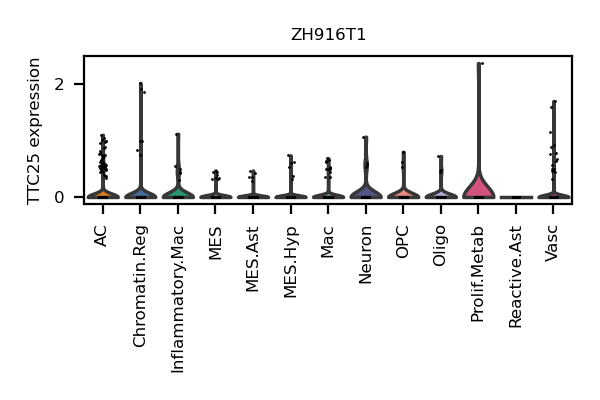 ZH916T1
TTC25 expression
2
0
AC
Chromatin.Reg
Inflammatory.Mac
MES
MES.Ast
MES.Hyp
Mac
Neuron
OPC
Oligo
Prolif.Metab
Reactive.Ast
Vasc